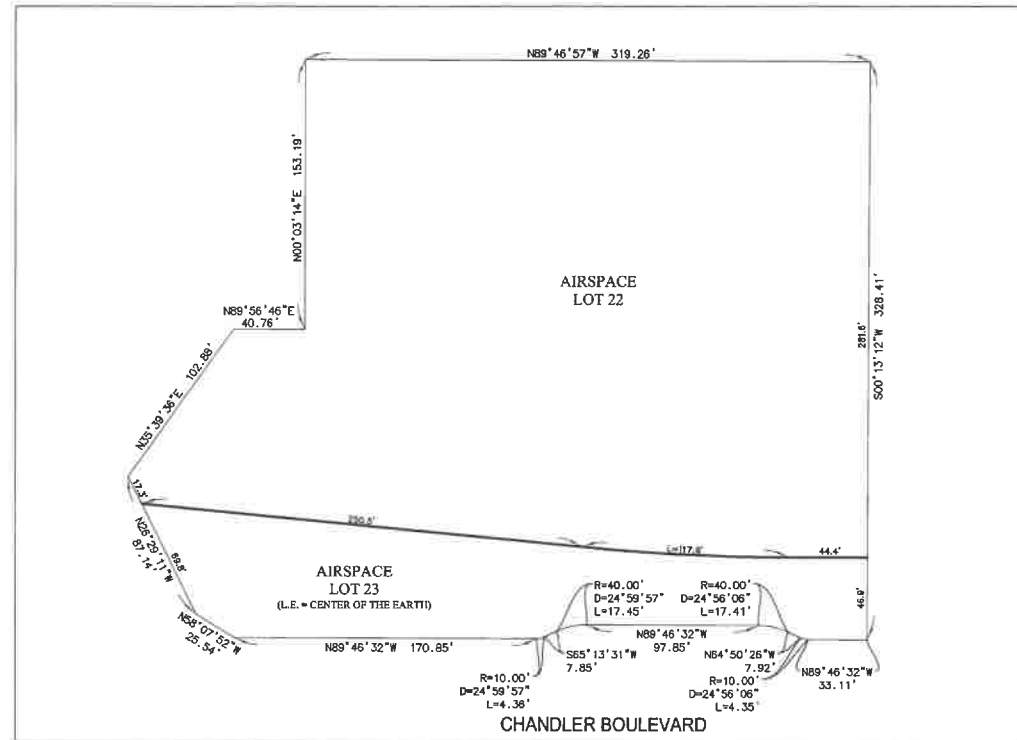 N89°46'57"W 319.26'
N00°03'14"E 153.19'
AIRSPACE
LOT 22
281.6'
S00°13'12"W 328.41'
N89°56'46"E
40.76'
N35°39'36"E 102.88'
17.3'
N26°29'11"W
87.14'
69.8'
L=117.8'
44.4'
46.9'
AIRSPACE
LOT 23
(L.E. = CENTER OF THE EARTH)
R=40.00'
D=24°59'57"
L=17.45'
R=40.00'
D=24°56'06"
L=17.41'
N58°07'52"W
25.54'
N89°46'32"W 170.85'
N89°46'32"W
97.85'
S65°13'31"W
7.85'
N64°50'26"W
7.92'
N89°46'32"W
33.11'
R=10.00'
D=24°59'57"
L=4.36'
R=10.00'
D=24°56'06"
L=4.35'
CHANDLER BOULEVARD